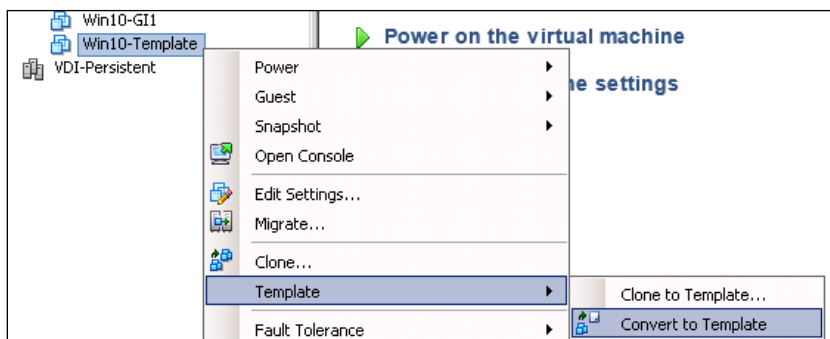 Win10-GI1
Win10-Template
VDI-Persistent
Power on the virtual machine
ne settings
Power
Guest
Snapshot
Open Console
Edit Settings...
Migrate...
Clone...
Template
Fault Tolerance
Clone to Template...
Convert to Template